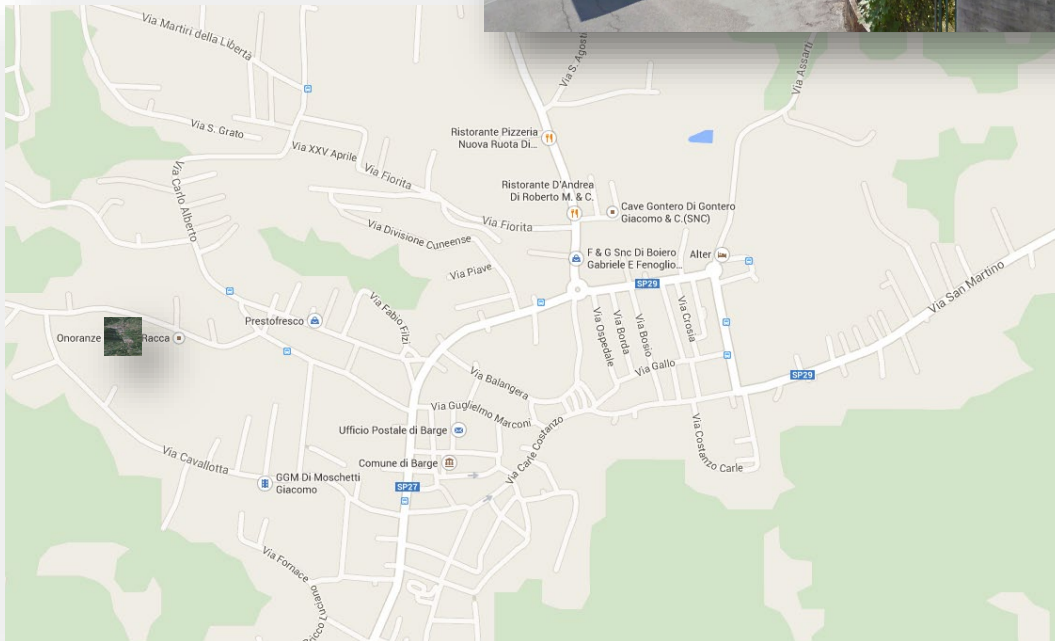 Via Martiri della Libertà
Via S. Agosti
Via Assarti
Via S. Grato
Ristorante Pizzeria
Nuova Ruota Di...
Via XXV Aprile
Via Fiorita
Via Carlo Alberto
Ristorante D'Andrea
Di Roberto M. & C.
Cave Gontero Di Gontero
Giacomo & C.(SNC)
Via Fiorita
Via Divisione Cuneense
F & G Snc Di Boiero
Gabriele E Fenoglio...
Alter
Via Piave
SP29
Via San Martino
Via Fabio Filzi
Prestofresco
Via Ospedale
Via Borda
Via Bosio
Via Crosia
Onoranze
Racca
Via Gallo
Via Balangera
SP29
Via Guglielmo Marconi
Ufficio Postale di Barge
Via Carle Costanzo
Via Costanzo Carle
Via Cavallotta
Comune di Barge
GGM Di Moschetti
Giacomo
SP27
Via Fornace
Bricco Luciano